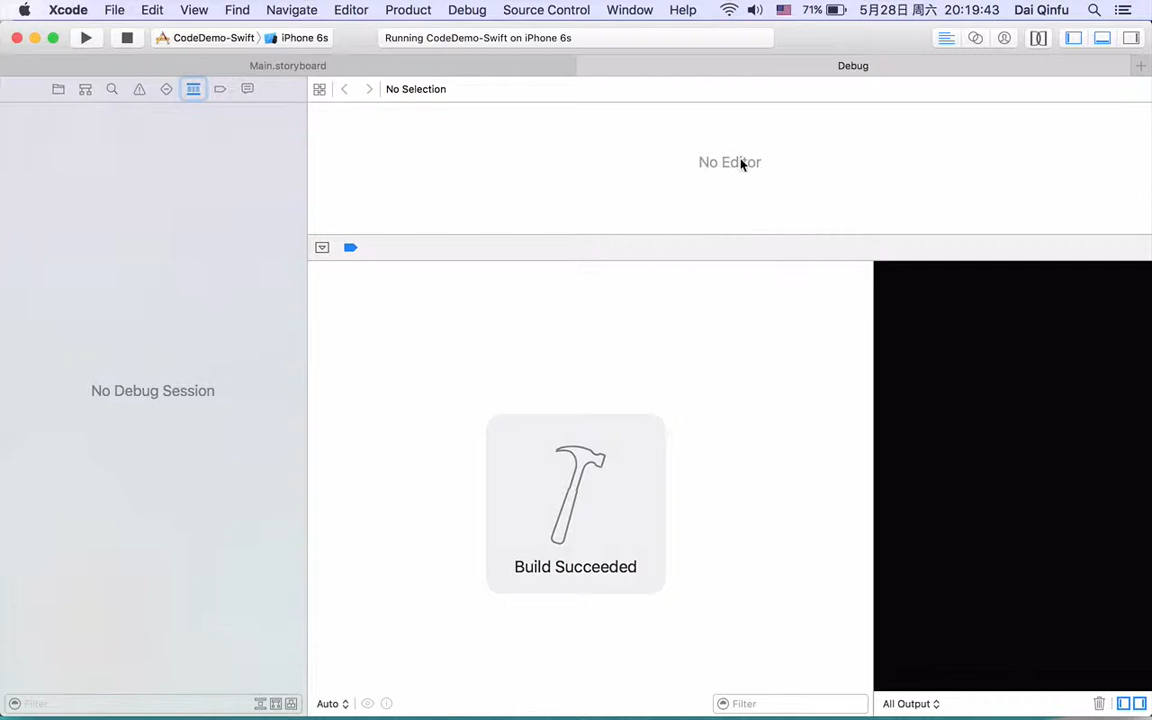 Xcode File Edit View Find Navigate Editor Product Debug Source Control Window Help 71% 5月28日 周六 20:19:43 Dai Qinfu
CodeDemo-Swift iPhone 6s Running CodeDemo-Swift on iPhone 6s
Main.storyboard Debug
No Selection
No Editor
No Debug Session
Build Succeeded
Filter Auto Filter All Output